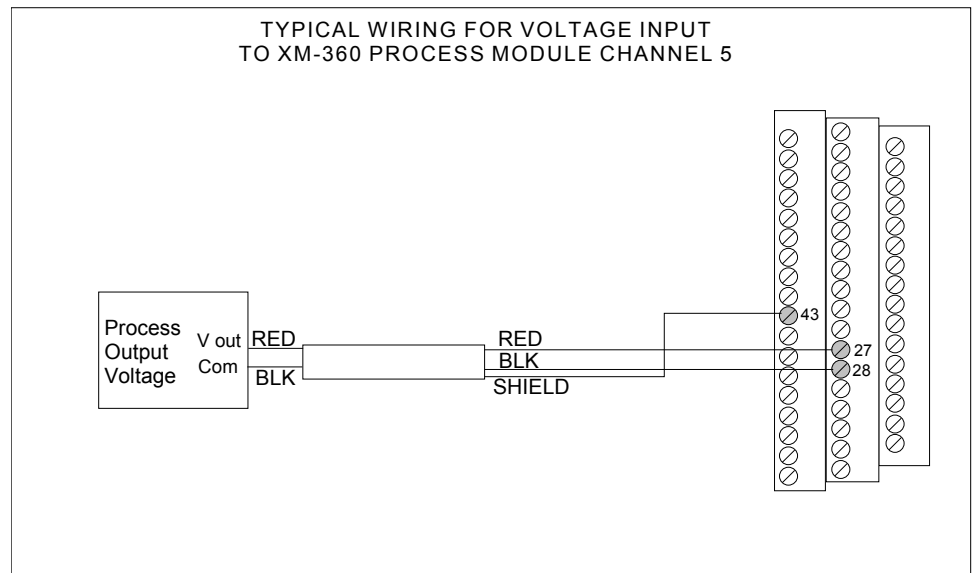 TYPICAL WIRING FOR VOLTAGE INPUT
TO XM-360 PROCESS MODULE CHANNEL 5
Process
Output
Voltage
V out
Com
RED
BLK
RED
BLK
SHIELD
43
27
28